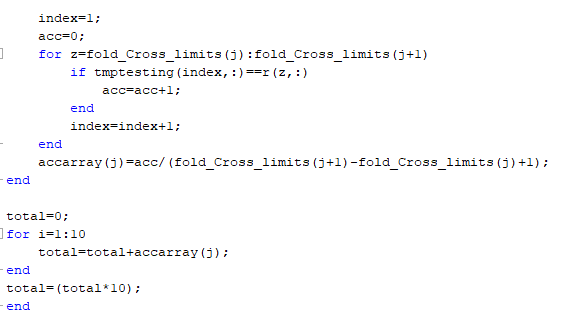 index=1;
acc=0;
for z=fold_Cross_limits(j):fold_Cross_limits(j+1)
if tmptesting(index,:)==r(z,:)
acc=acc+1;
end
index=index+1;
end
accarray(j)=acc/(fold_Cross_limits(j+1)-fold_Cross_limits(j)+1);
end
total=0;
for i=1:10
total=total+accarray(j);
end
total=(total*10);
end